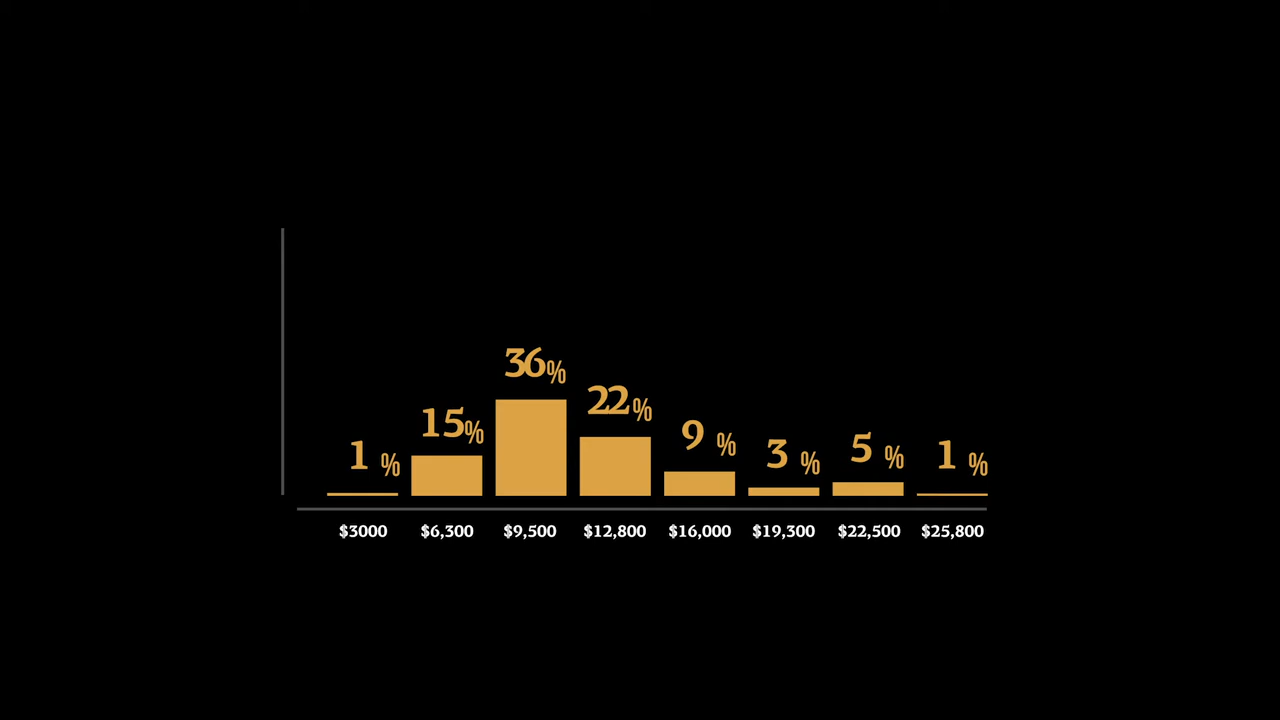 1 % 15% 36% 22% 9 % 3 % 5 % 1 %
$3000 $6,300 $9,500 $12,800 $16,000 $19,300 $22,500 $25,800